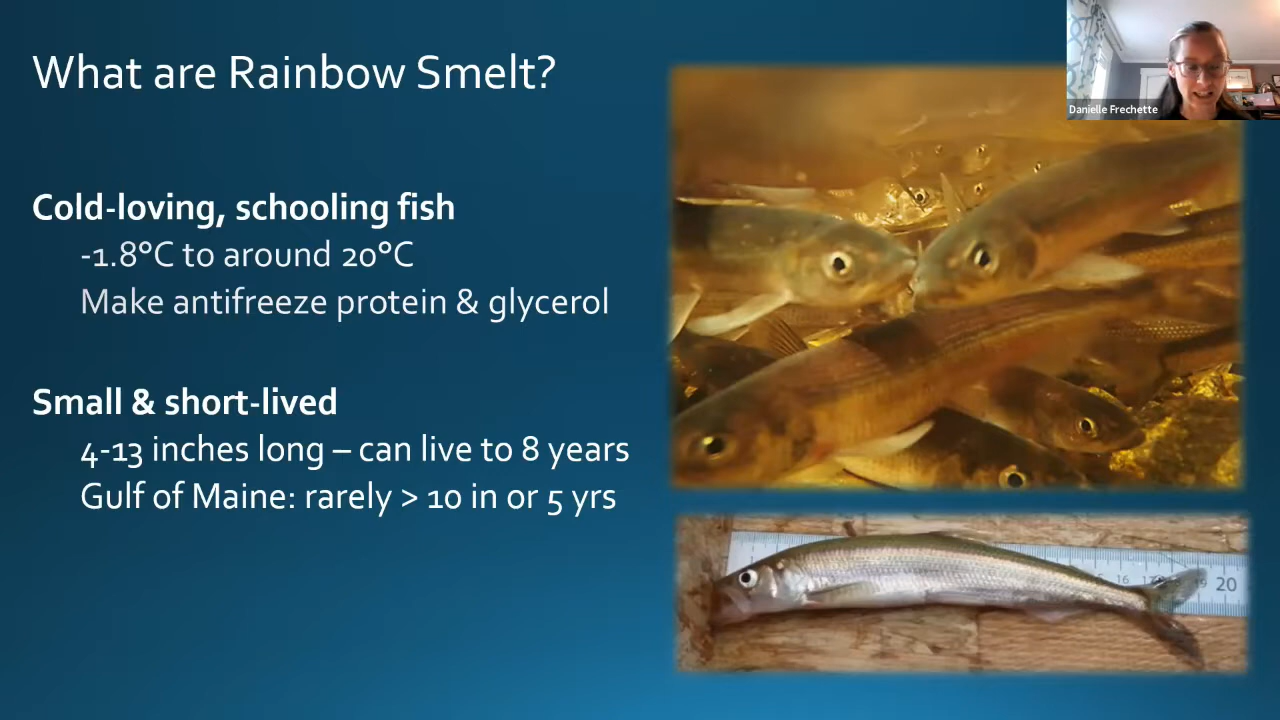 What are Rainbow Smelt?
Danielle Frechette
Cold-loving, schooling fish
-1.8°C to around 20°C
Make antifreeze protein & glycerol
Small & short-lived
4-13 inches long – can live to 8 years
Gulf of Maine: rarely > 10 in or 5 yrs
16 20